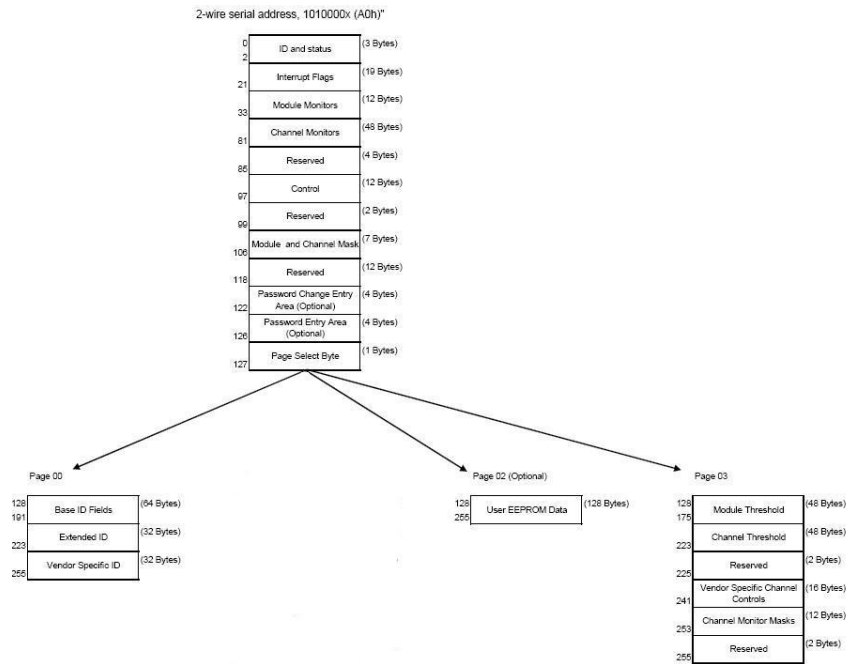 2-wire serial address, 1010000x (A0h)"
0
ID and status
(3 Bytes)
2
Interrupt Flags
(19 Bytes)
21
Module Monitors
(12 Bytes)
33
Channel Monitors
(48 Bytes)
81
Reserved
(4 Bytes)
85
Control
(12 Bytes)
97
Reserved
(2 Bytes)
99
Module and Channel Mask
(7 Bytes)
106
Reserved
(12 Bytes)
118
Password Change Entry
Area (Optional)
(4 Bytes)
122
Password Entry Area
(Optional)
(4 Bytes)
126
Page Select Byte
(1 Bytes)
127
Page 00
128
Base ID Fields
(64 Bytes)
191
Extended ID
(32 Bytes)
223
Vendor Specific ID
(32 Bytes)
255
Page 02 (Optional)
128
User EEPROM Data
(128 Bytes)
255
Page 03
128
Module Threshold
(48 Bytes)
175
Channel Threshold
(48 Bytes)
223
Reserved
(2 Bytes)
225
Vendor Specific Channel
Controls
(16 Bytes)
241
Channel Monitor Masks
(12 Bytes)
253
Reserved
(2 Bytes)
255